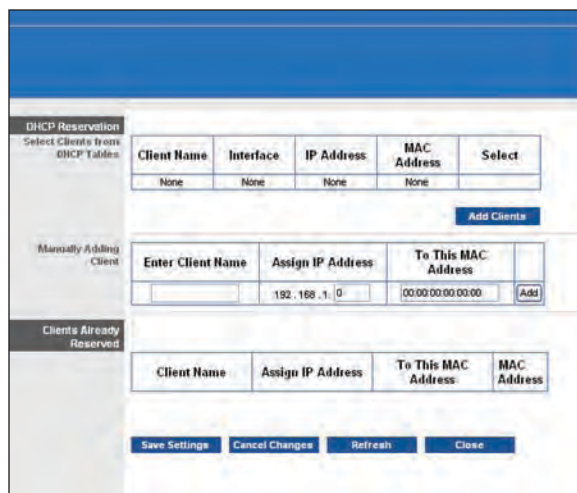 DHCP Reservation
Select Clients from
DHCP Tables
Client Name Interface IP Address MAC Address Select
None None None None
Add Clients
Manually Adding
Client
Enter Client Name Assign IP Address To This MAC Address
192 .168 .1. 0 00:00:00:00:00:00 Add
Clients Already
Reserved
Client Name Assign IP Address To This MAC Address MAC Address
Save Settings Cancel Changes Refresh Close